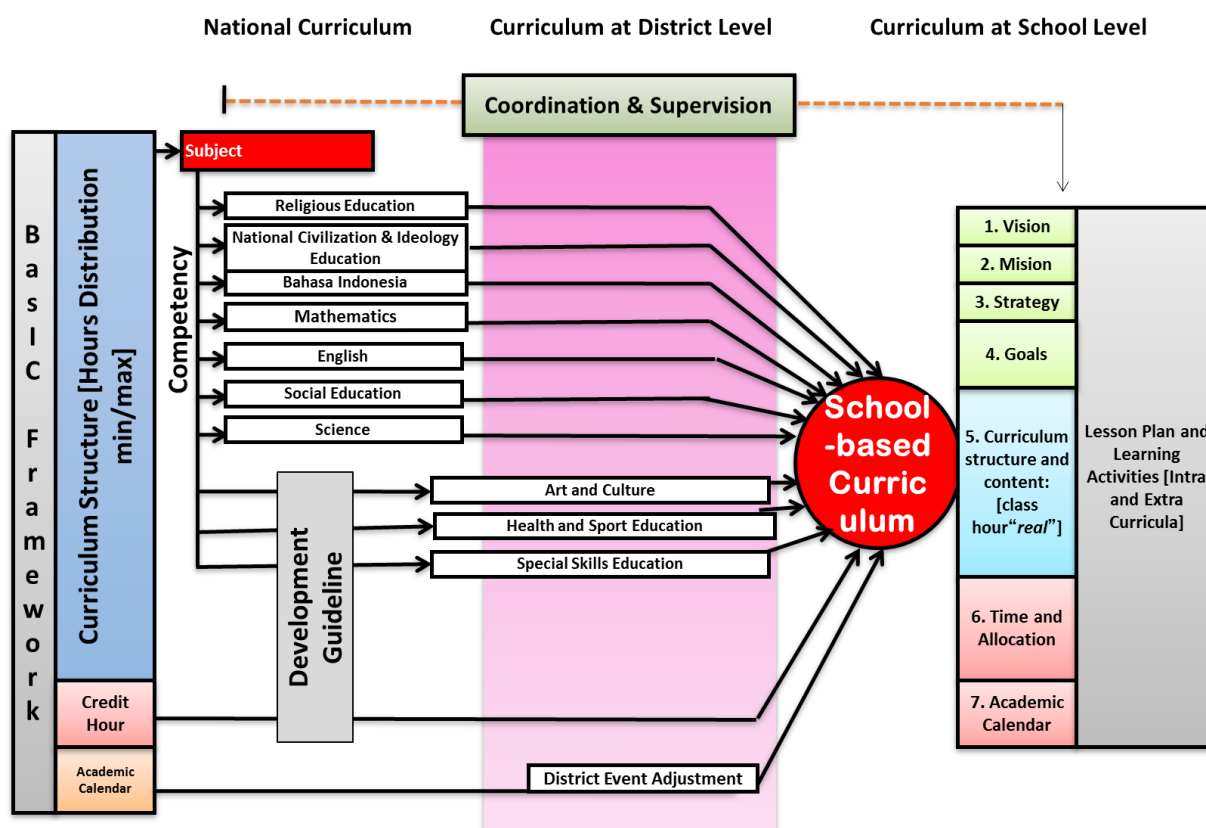 National Curriculum
Curriculum at District Level
Curriculum at School Level
Coordination & Supervision
BasIC Framework
Curriculum Structure [Hours Distribution
min/max]
Credit
Hour
Academic
Calendar
Subject
Competency
Religious Education
National Civilization & Ideology
Education
Bahasa Indonesia
Mathematics
English
Social Education
Science
Development
Guideline
Art and Culture
Health and Sport Education
Special Skills Education
District Event Adjustment
School
-based
Curric
ulum
1. Vision
2. Mision
3. Strategy
4. Goals
5. Curriculum
structure and
content:
[class
hour“real”]
6. Time and
Allocation
7. Academic
Calendar
Lesson Plan and
Learning
Activities [Intra
and Extra
Curricula]